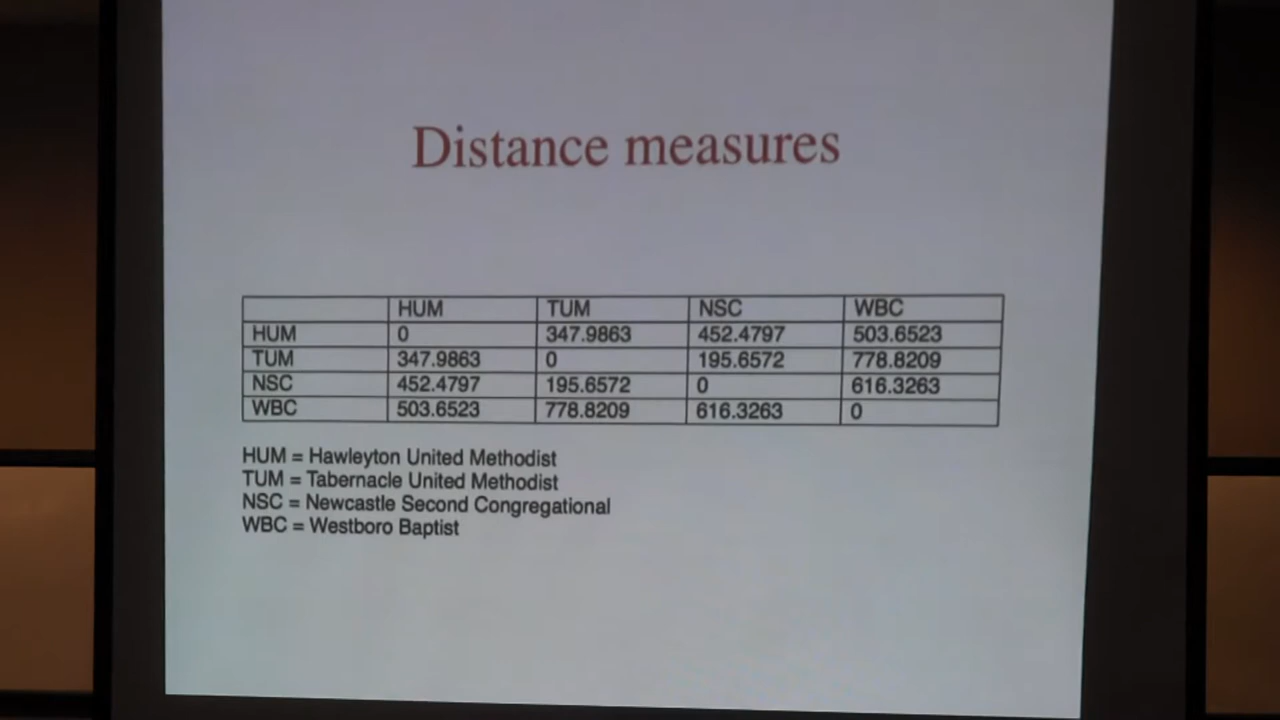 Distance measures
HUM TUM NSC WBC
HUM 0 347.9863 452.4797 503.6523
TUM 347.9863 0 195.6572 778.8209
NSC 452.4797 195.6572 0 616.3263
WBC 503.6523 778.8209 616.3263 0
HUM = Hawleyton United Methodist
TUM = Tabernacle United Methodist
NSC = Newcastle Second Congregational
WBC = Westboro Baptist